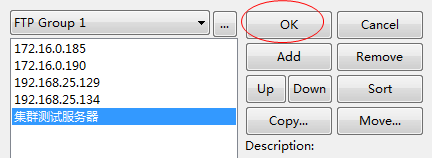 FTP Group 1
...
OK
Cancel
172.16.0.185
172.16.0.190
192.168.25.129
192.168.25.134
集群测试服务器
Add
Remove
Up
Down
Sort
Copy...
Move...
Description: